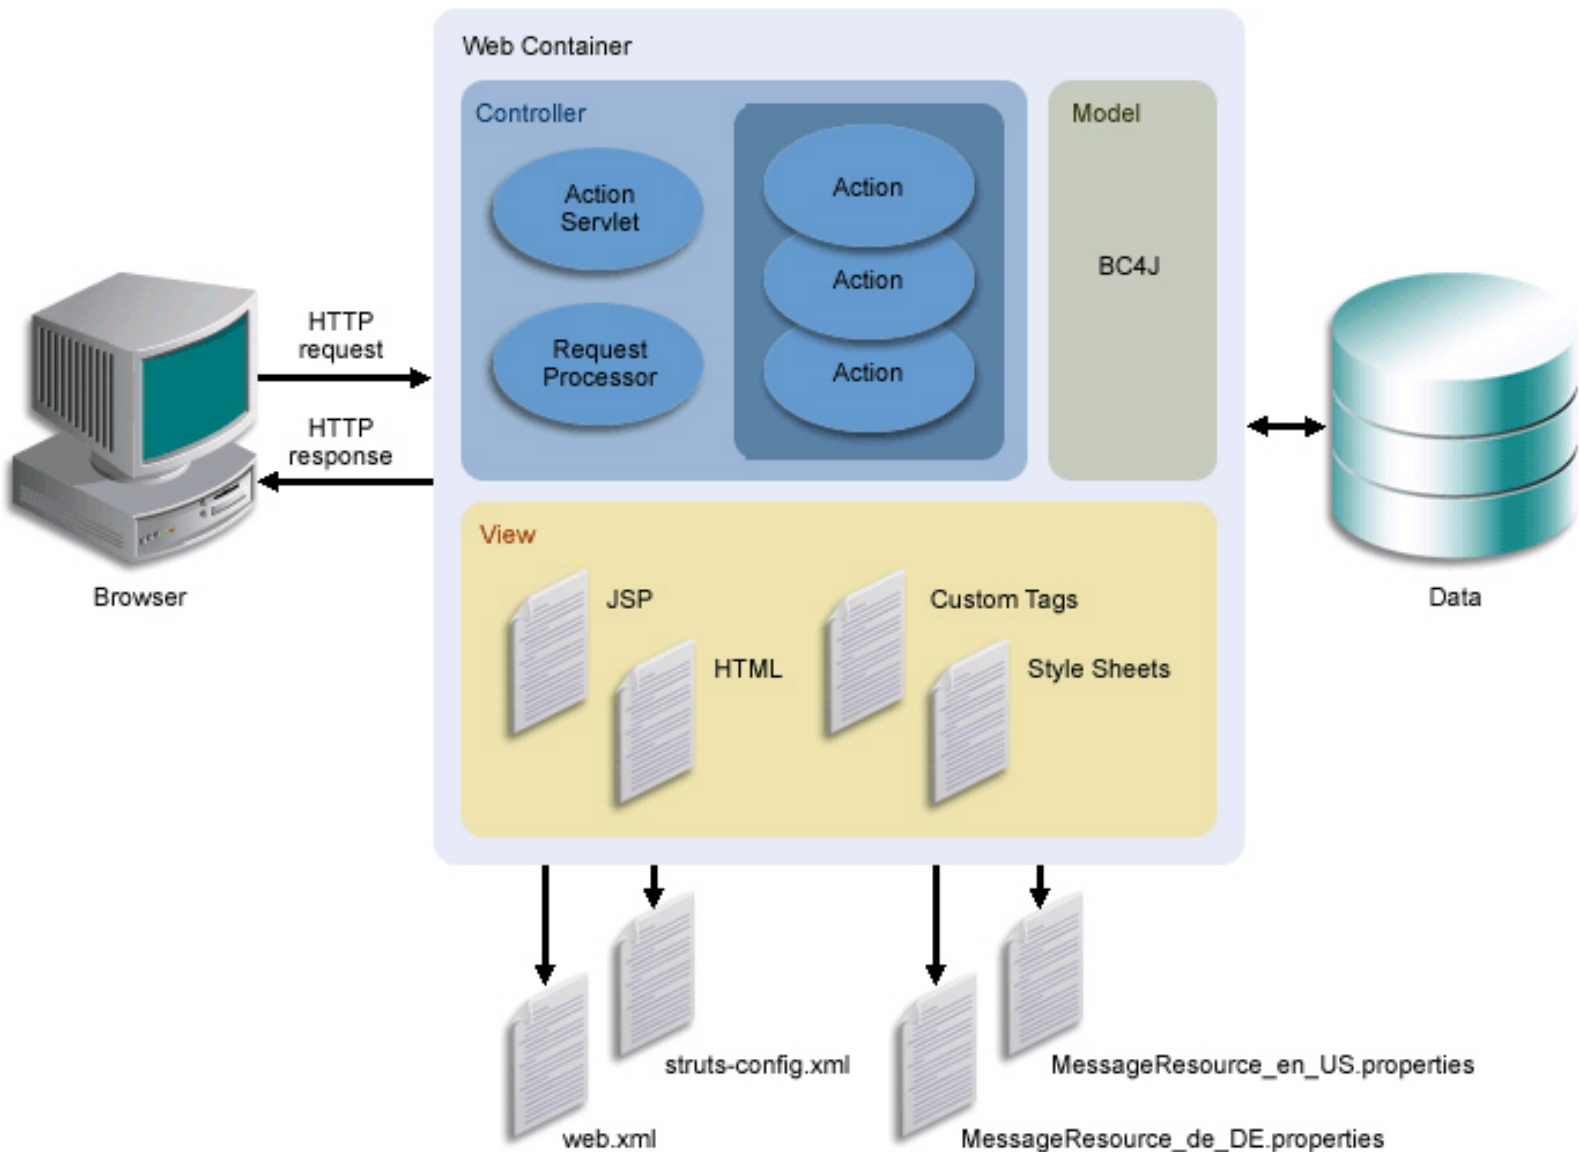 Web Container
Controller
Action
Servlet
Request
Processor
Action
Action
Action
Model
BC4J
HTTP
request
HTTP
response
Browser
Data
View
JSP
HTML
Custom Tags
Style Sheets
struts-config.xml
web.xml
MessageResource_en_US.properties
MessageResource_de_DE.properties